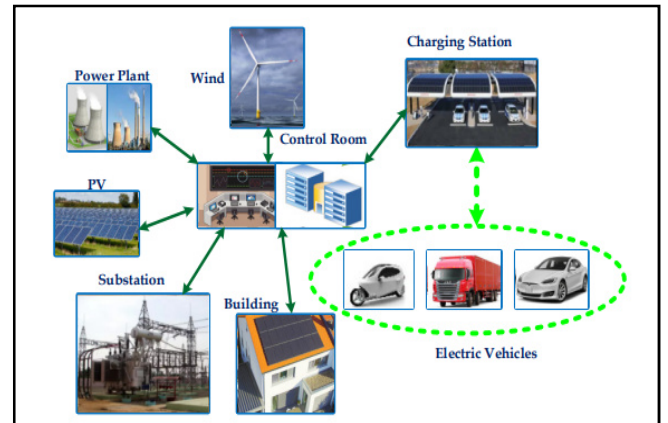 Charging Station
Power Plant
Wind
Control Room
PV
Substation
Building
Electric Vehicles